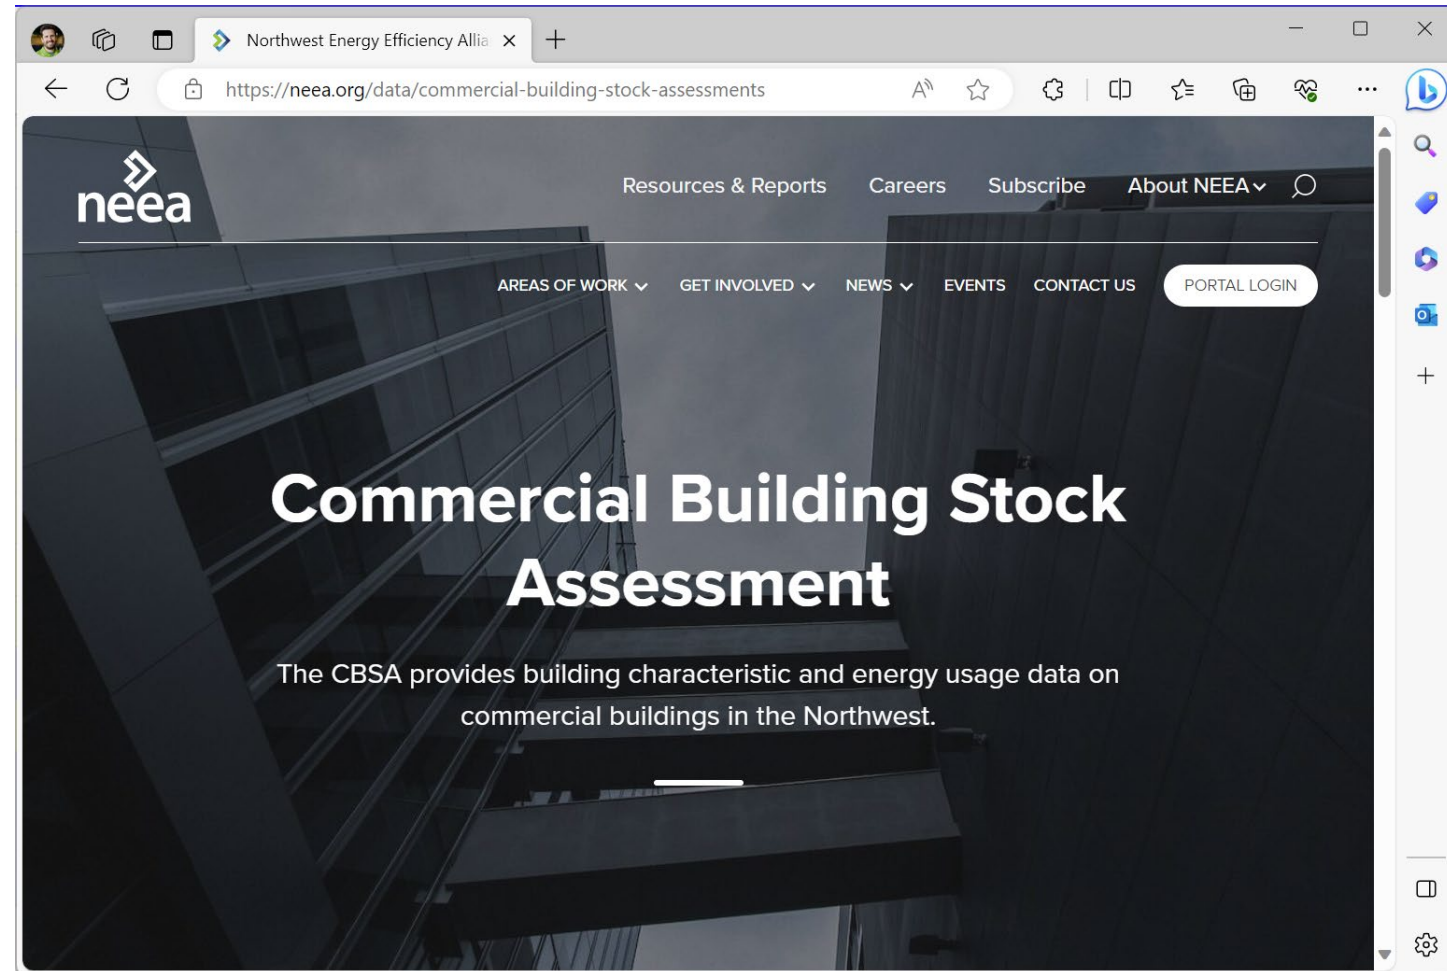 Northwest Energy Efficiency Allia
https://neea.org/data/commercial-building-stock-assessments
neea
Resources & Reports Careers Subscribe About NEEA
AREAS OF WORK GET INVOLVED NEWS EVENTS CONTACT US PORTAL LOGIN
Commercial Building Stock
Assessment
The CBSA provides building characteristic and energy usage data on
commercial buildings in the Northwest.